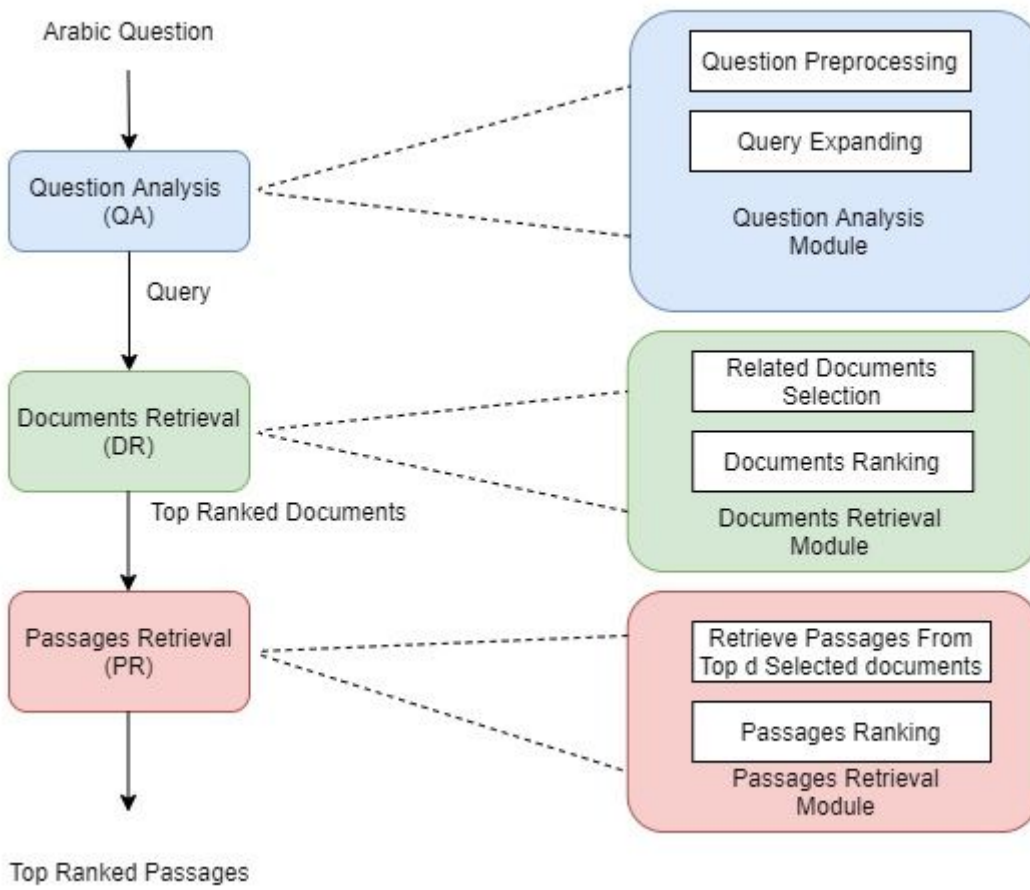 Arabic Question
Question Analysis
(QA)
Query
Documents Retrieval
(DR)
Top Ranked Documents
Passages Retrieval
(PR)
Top Ranked Passages
Question Preprocessing
Query Expanding
Question Analysis
Module
Related Documents
Selection
Documents Ranking
Documents Retrieval
Module
Retrieve Passages From
Top d Selected documents
Passages Ranking
Passages Retrieval
Module